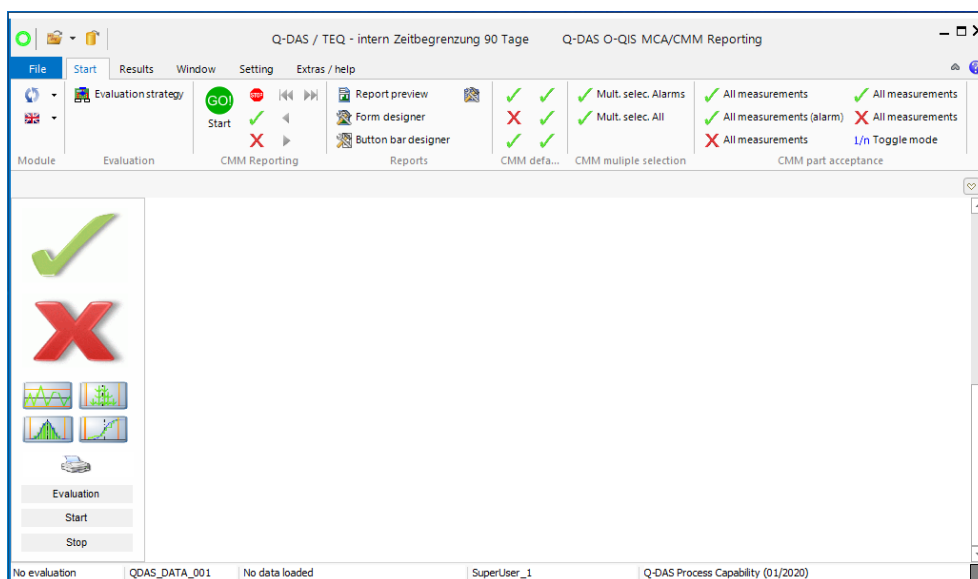 Q-DAS / TEQ - intern Zeitbegrenzung 90 Tage Q-DAS O-QIS MCA/CMM Reporting
File Start Results Window Setting Extras / help
Evaluation strategy GO! STOP Report preview Mult. selec. Alarms All measurements All measurements
Start Form designer Mult. selec. All All measurements (alarm) All measurements
Button bar designer All measurements 1/n Toggle mode
Module Evaluation CMM Reporting Reports CMM defa... CMM muliple selection CMM part acceptance
Evaluation
Start
Stop
No evaluation QDAS_DATA_001 No data loaded SuperUser_1 Q-DAS Process Capability (01/2020)